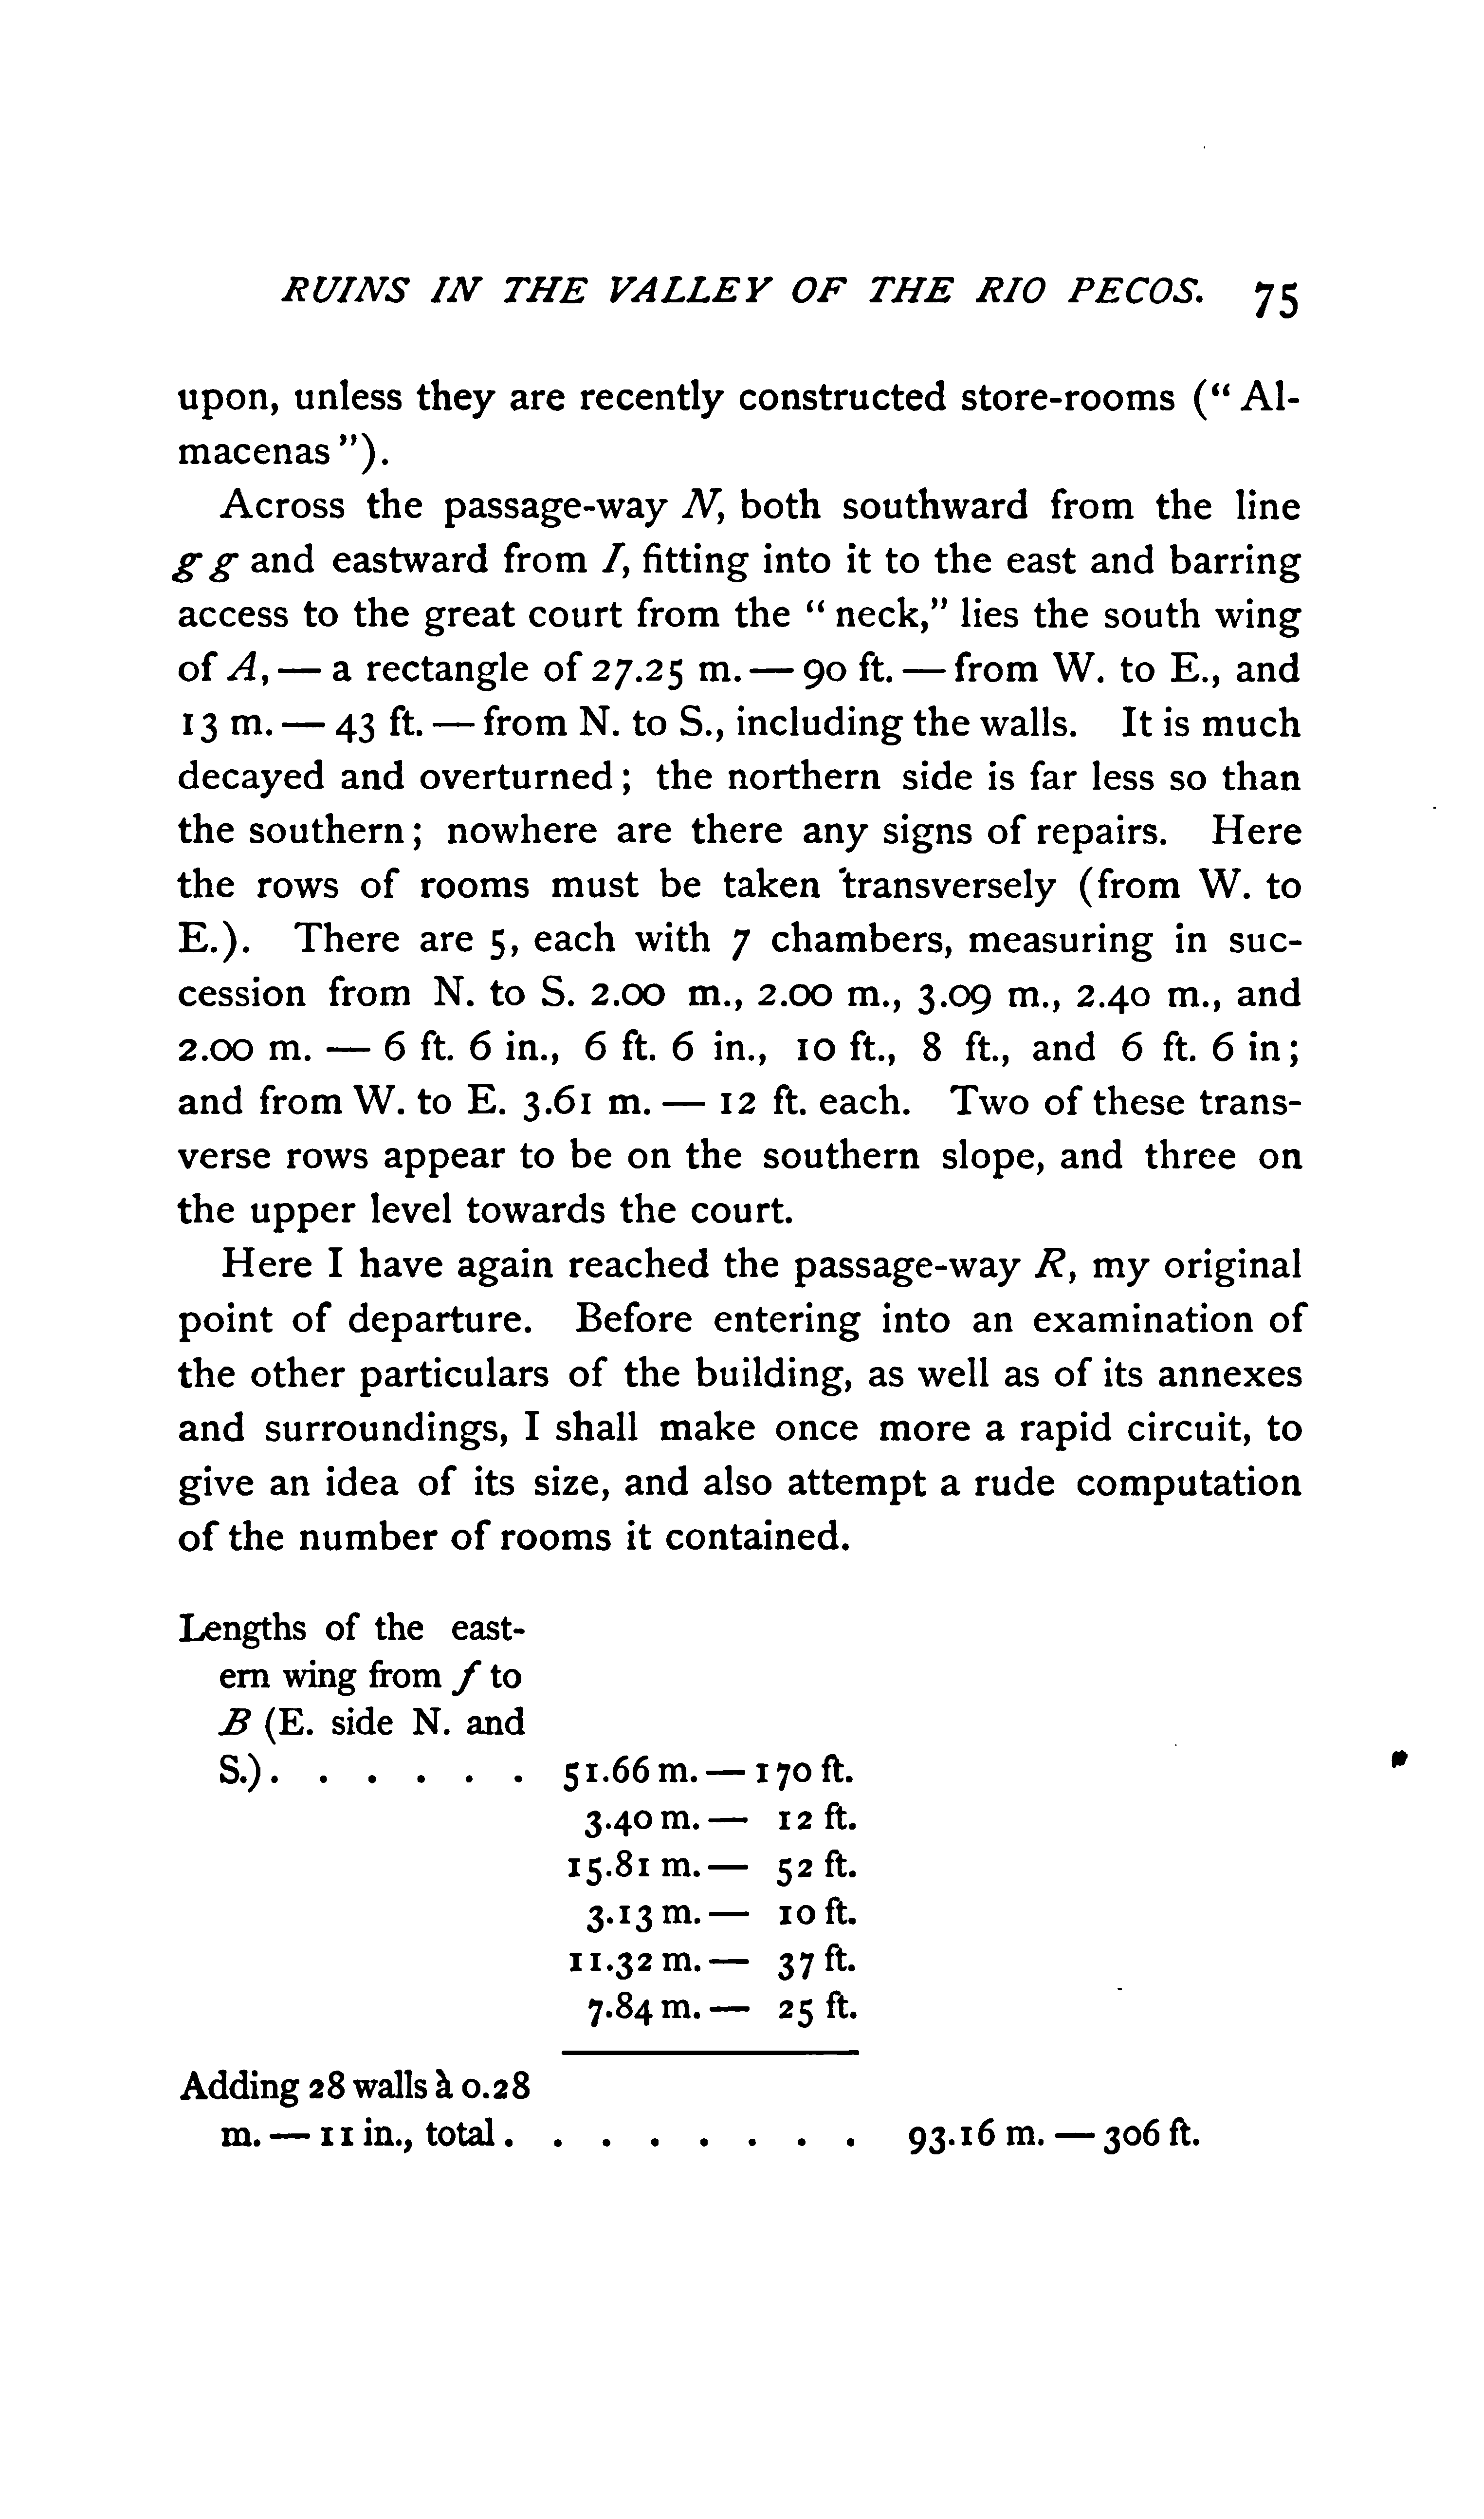 RUINS IN THE VALLEY OF THE RIO PECOS. 75
upon, unless they are recently constructed store-rooms (“ Al-
macenas ”).
Across the passage-way N, both southward from the line
g g and eastward from I, fitting into it to the east and barring
access to the great court from the “ neck,” lies the south wing
of A, — a rectangle of 27.25 m. — 90 ft. — from W. to E., and
13 m. — 43 ft. — from N. to S., including the walls. It is much
decayed and overturned ; the northern side is far less so than
the southern ; nowhere are there any signs of repairs. Here
the rows of rooms must be taken transversely (from W. to
E.). There are 5, each with 7 chambers, measuring in suc-
cession from N. to S. 2.00 m., 2.00 m., 3.09 m., 2.40 m., and
2.00 m. — 6 ft. 6 in., 6 ft. 6 in., 10 ft., 8 ft., and 6 ft. 6 in ;
and from W. to E. 3.61 m. — 12 ft. each. Two of these trans-
verse rows appear to be on the southern slope, and three on
the upper level towards the court.
Here I have again reached the passage-way R, my original
point of departure. Before entering into an examination of
the other particulars of the building, as well as of its annexes
and surroundings, I shall make once more a rapid circuit, to
give an idea of its size, and also attempt a rude computation
of the number of rooms it contained.
Lengths of the east-
ern wing from f to
B (E. side N. and
S.) . . . . . . 51.66 m. — 170 ft.
3.40 m. — 12 ft.
15.81 m. — 52 ft.
3.13 m. — 10 ft.
11.32 m. — 37 ft.
7.84 m. — 25 ft.
Adding 28 walls à 0.28
m. — 11 in., total . . . . . . . . 93.16 m. — 306 ft.